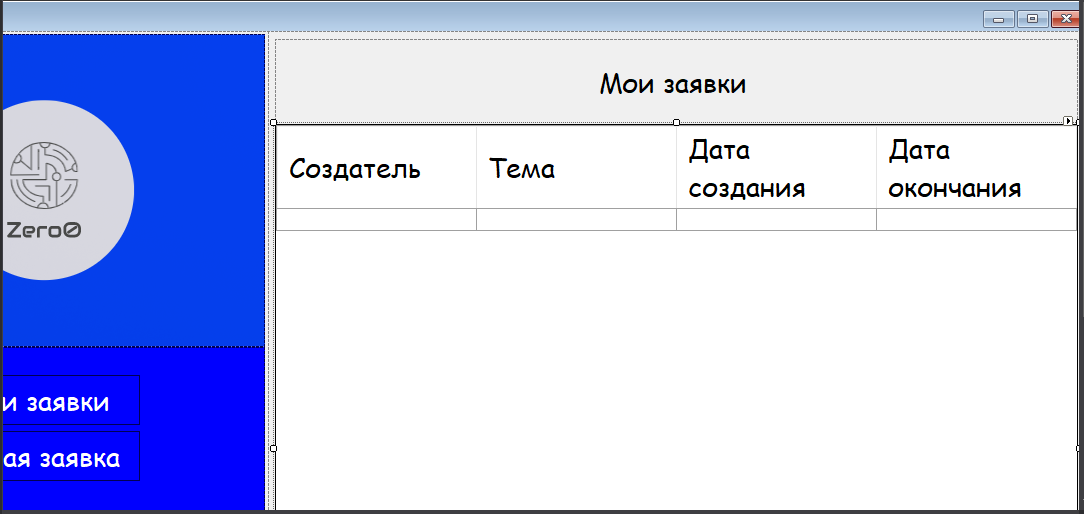 Мои заявки
Создатель
Тема
Дата
создания
Дата
окончания
Zero0
и заявки
ая заявка